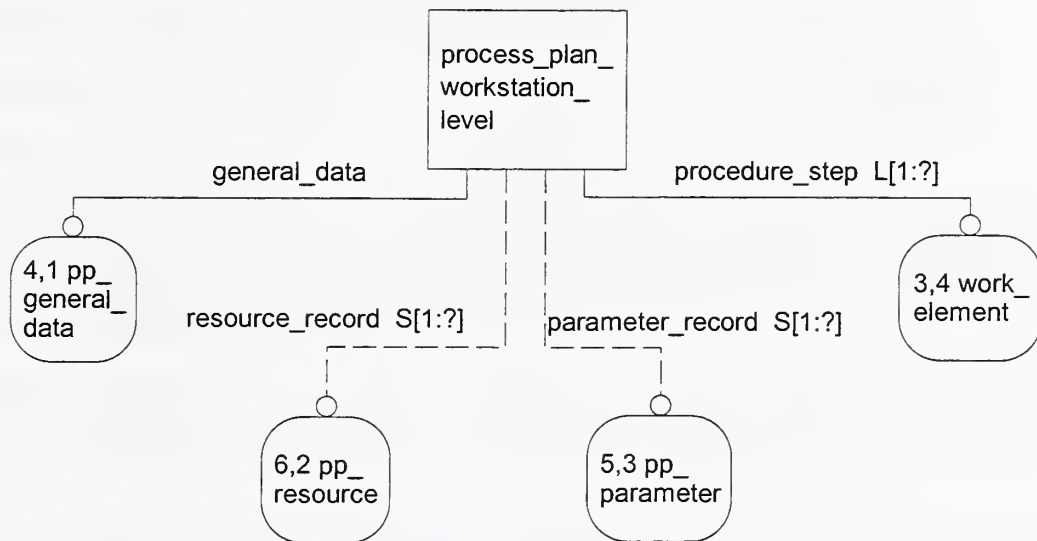 process_plan_
workstation_
level
general_data
procedure_step L[1:?]
4,1 pp_
general_
data
3,4 work_
element
resource_record S[1:?]
parameter_record S[1:?]
6,2 pp_
resource
5,3 pp_
parameter